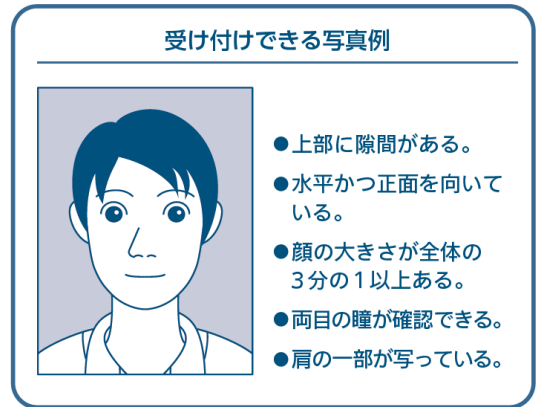 受け付けできる写真例
●上部に隙間がある。
●水平かつ正面を向いて
いる。
●顔の大きさが全体の
３分の１以上ある。
●両目の瞳が確認できる。
●肩の一部が写っている。